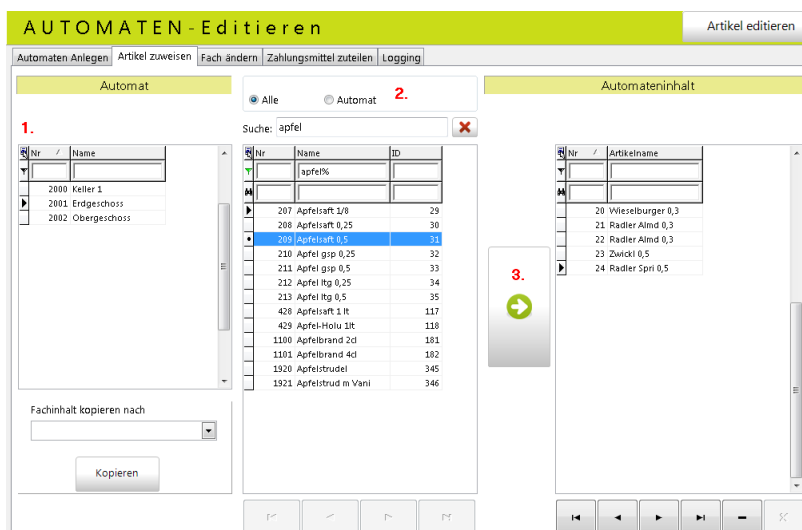 AUTOMATEN-Editieren
Artikel editieren
Automaten Anlegen Artikel zuweisen Fach ändern Zahlungsmittel zuteilen Logging
Automat
1.
Nr Name
2000 Keller 1
2001 Erdgeschoss
2002 Obergeschoss
Fachinhalt kopieren nach
Kopieren
Alle Automat 2.
Suche: apfel
Nr Name ID
apfel%
207 Apfelsaft 1/8 29
208 Apfelsaft 0,25 30
209 Apfelsaft 0,5 31
210 Apfel gsp 0,25 32
211 Apfel gsp 0,5 33
212 Apfel ltg 0,25 34
213 Apfel ltg 0,5 35
428 Apfelsaft 1 lt 117
429 Apfel-Holu 1lt 118
1100 Apfelbrand 2cl 181
1101 Apfelbrand 4cl 182
1920 Apfelstrudel 345
1921 Apfelstrud m Vani 346
3.
Automateninhalt
Nr Artikelname
20 Wieselburger 0,3
21 Radler Almd 0,3
22 Radler Almd 0,3
23 Zwickl 0,5
24 Radler Spri 0,5